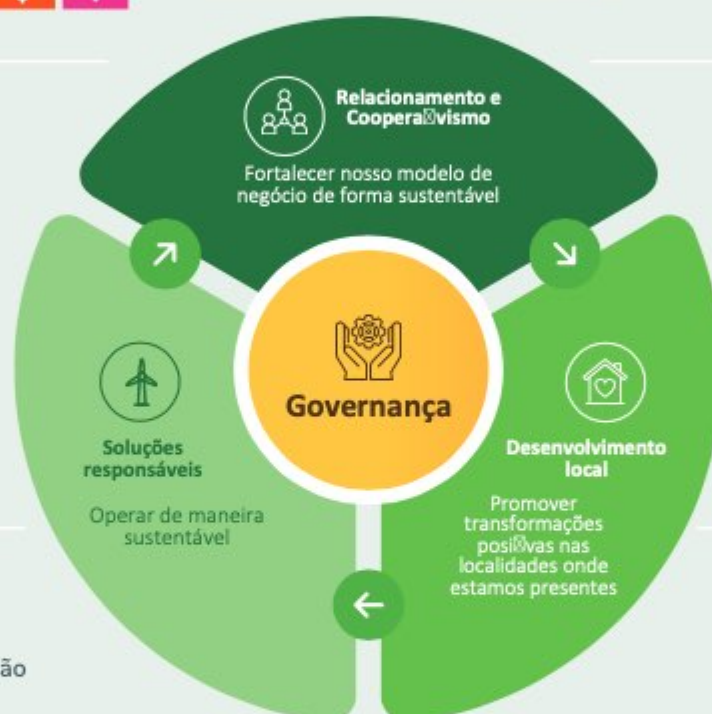 Relacionamento e
Coopera☒vismo
Fortalecer nosso modelo de
negócio de forma sustentável
Governança
Soluções
responsáveis
Operar de maneira
sustentável
Desenvolvimento
local
Promover
transformações
posi☒vas nas
localidades onde
estamos presentes
ão